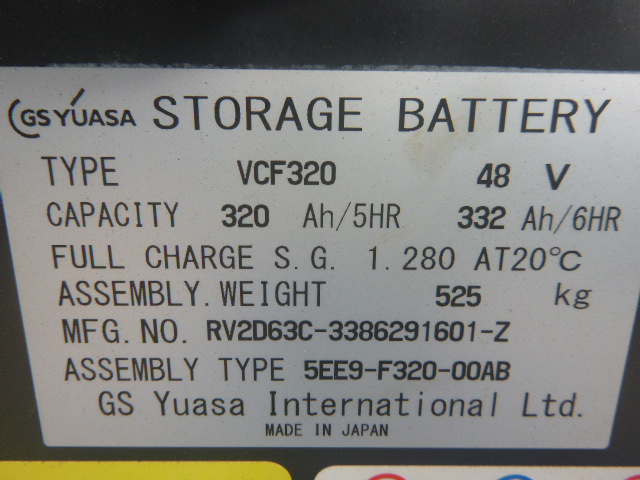 GS YUASA STORAGE BATTERY
TYPE VCF320 48 V
CAPACITY 320 Ah/5HR 332 Ah/6HR
FULL CHARGE S.G. 1.280 AT20℃
ASSEMBLY.WEIGHT 525 kg
MFG.NO. RV2D63C-3386291601-Z
ASSEMBLY TYPE 5EE9-F320-00AB
GS Yuasa International Ltd.
MADE IN JAPAN